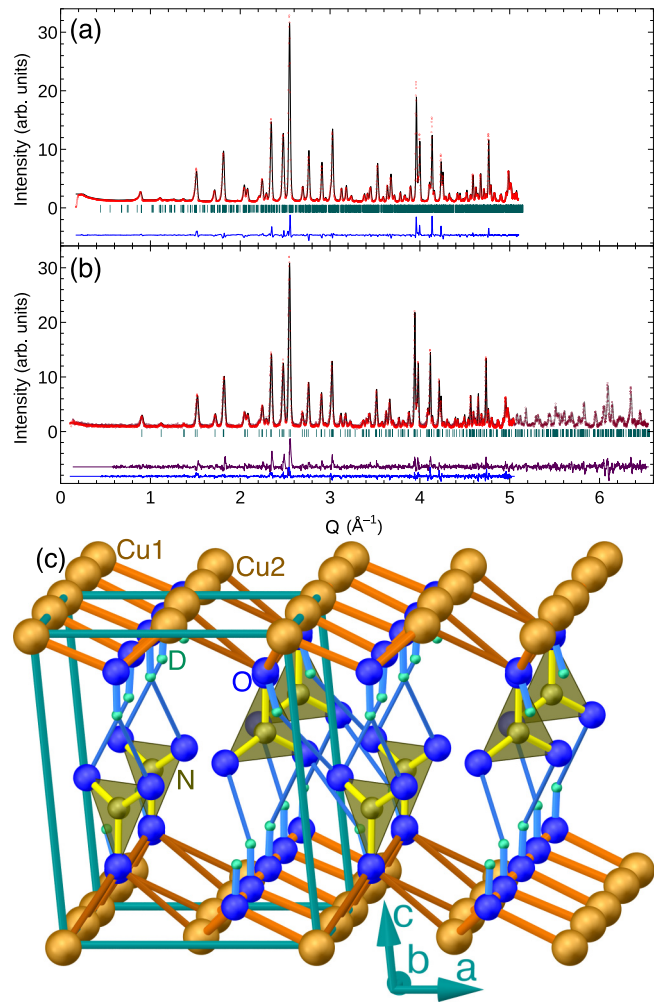 (a)
Intensity (arb. units)
30
20
10
0
(b)
Intensity (arb. units)
30
20
10
0
0 1 2 3 4 5 6
Q (Å⁻¹)
(c)
Cu1
Cu2
D
O
N
c
b
a